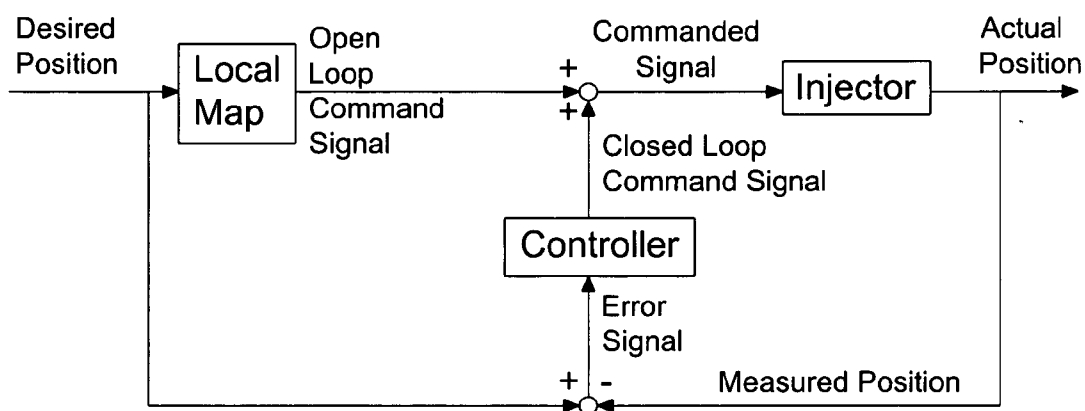 Desired
Position
Local
Map
Open
Loop
Command
Signal
+
+
Commanded
Signal
Injector
Actual
Position
Closed Loop
Command Signal
Controller
Error
Signal
+ -
Measured Position